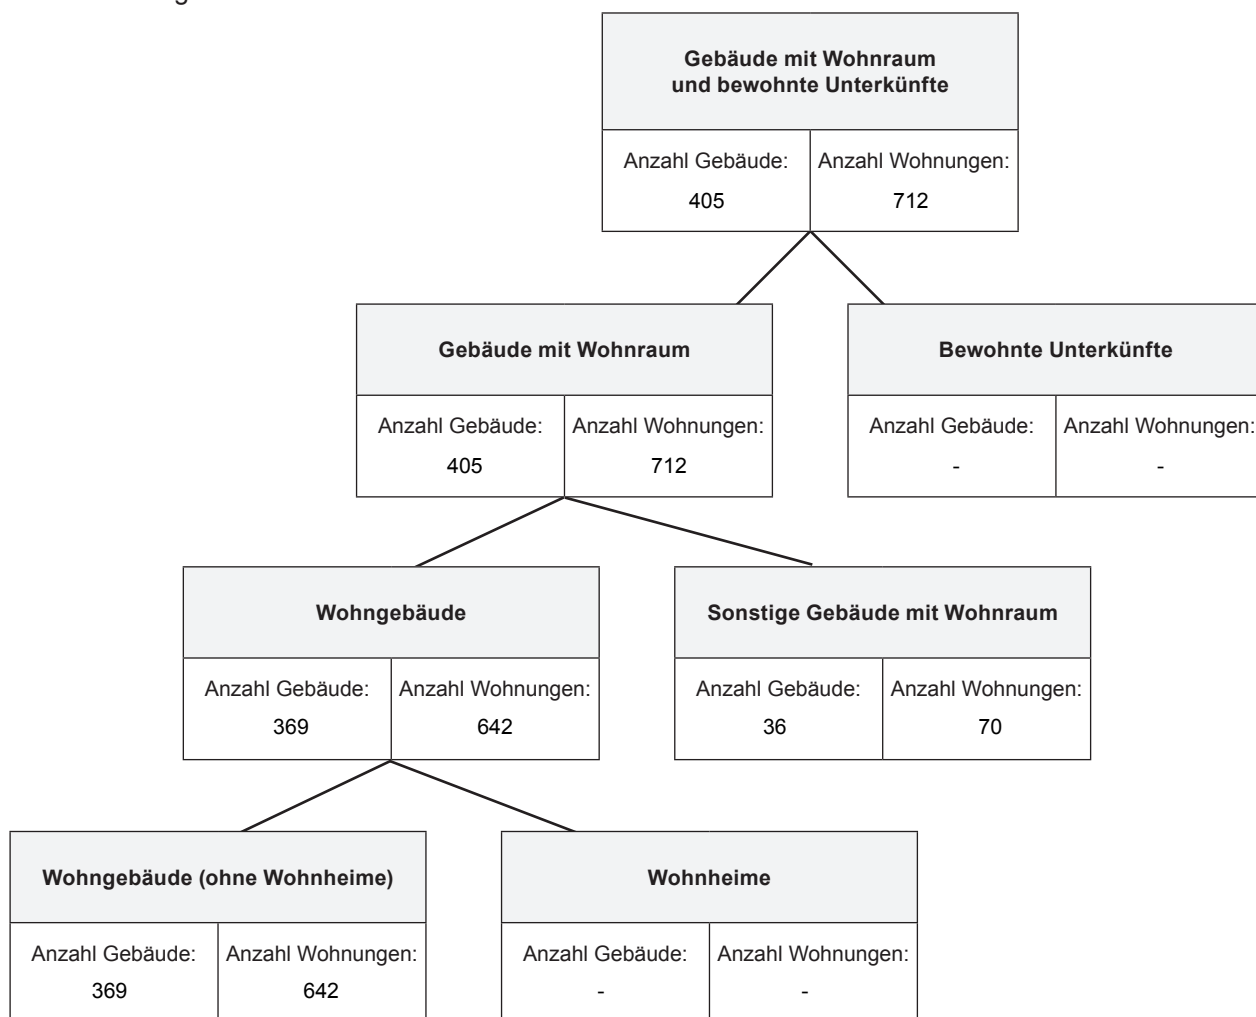 Gebäude mit Wohnraum
und bewohnte Unterkünfte
Anzahl Gebäude: Anzahl Wohnungen:
405 712
Gebäude mit Wohnraum
Anzahl Gebäude: Anzahl Wohnungen:
405 712
Bewohnte Unterkünfte
Anzahl Gebäude: Anzahl Wohnungen:
- -
Wohngebäude
Anzahl Gebäude: Anzahl Wohnungen:
369 642
Sonstige Gebäude mit Wohnraum
Anzahl Gebäude: Anzahl Wohnungen:
36 70
Wohngebäude (ohne Wohnheime)
Anzahl Gebäude: Anzahl Wohnungen:
369 642
Wohnheime
Anzahl Gebäude: Anzahl Wohnungen:
- -